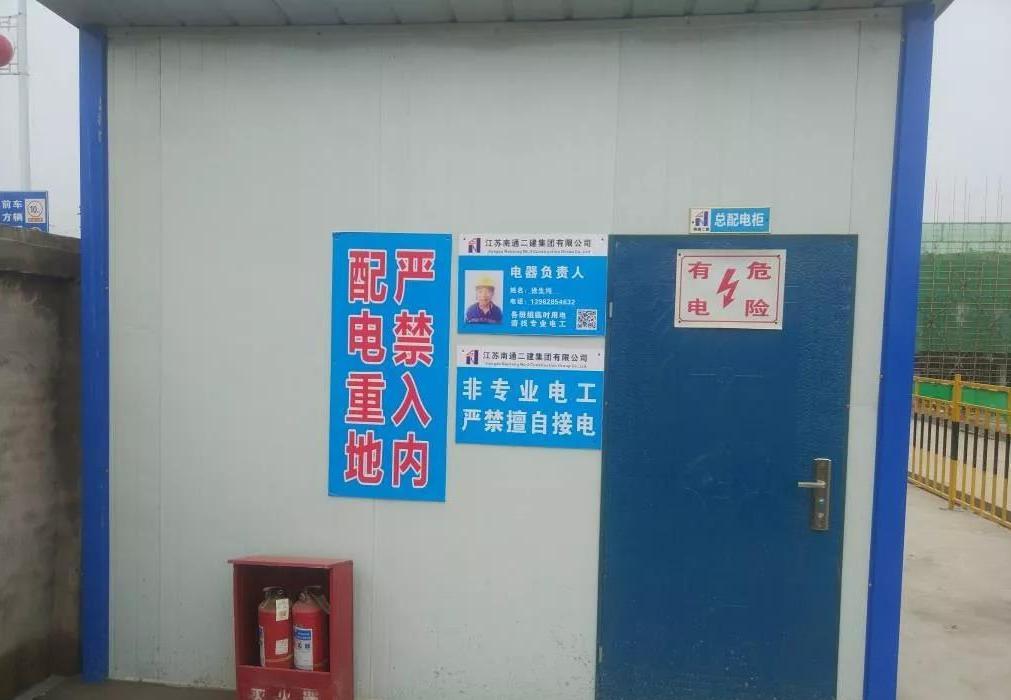 前车
方辆
10
配电重地
严禁入内
江苏南通二建集团有限公司
电器负责人
姓名：
电话：13962854632
各班组临时用电
请找专业电工
江苏南通二建集团有限公司
非专业电工
严禁擅自接电
总配电柜
有电
危险
灭火器